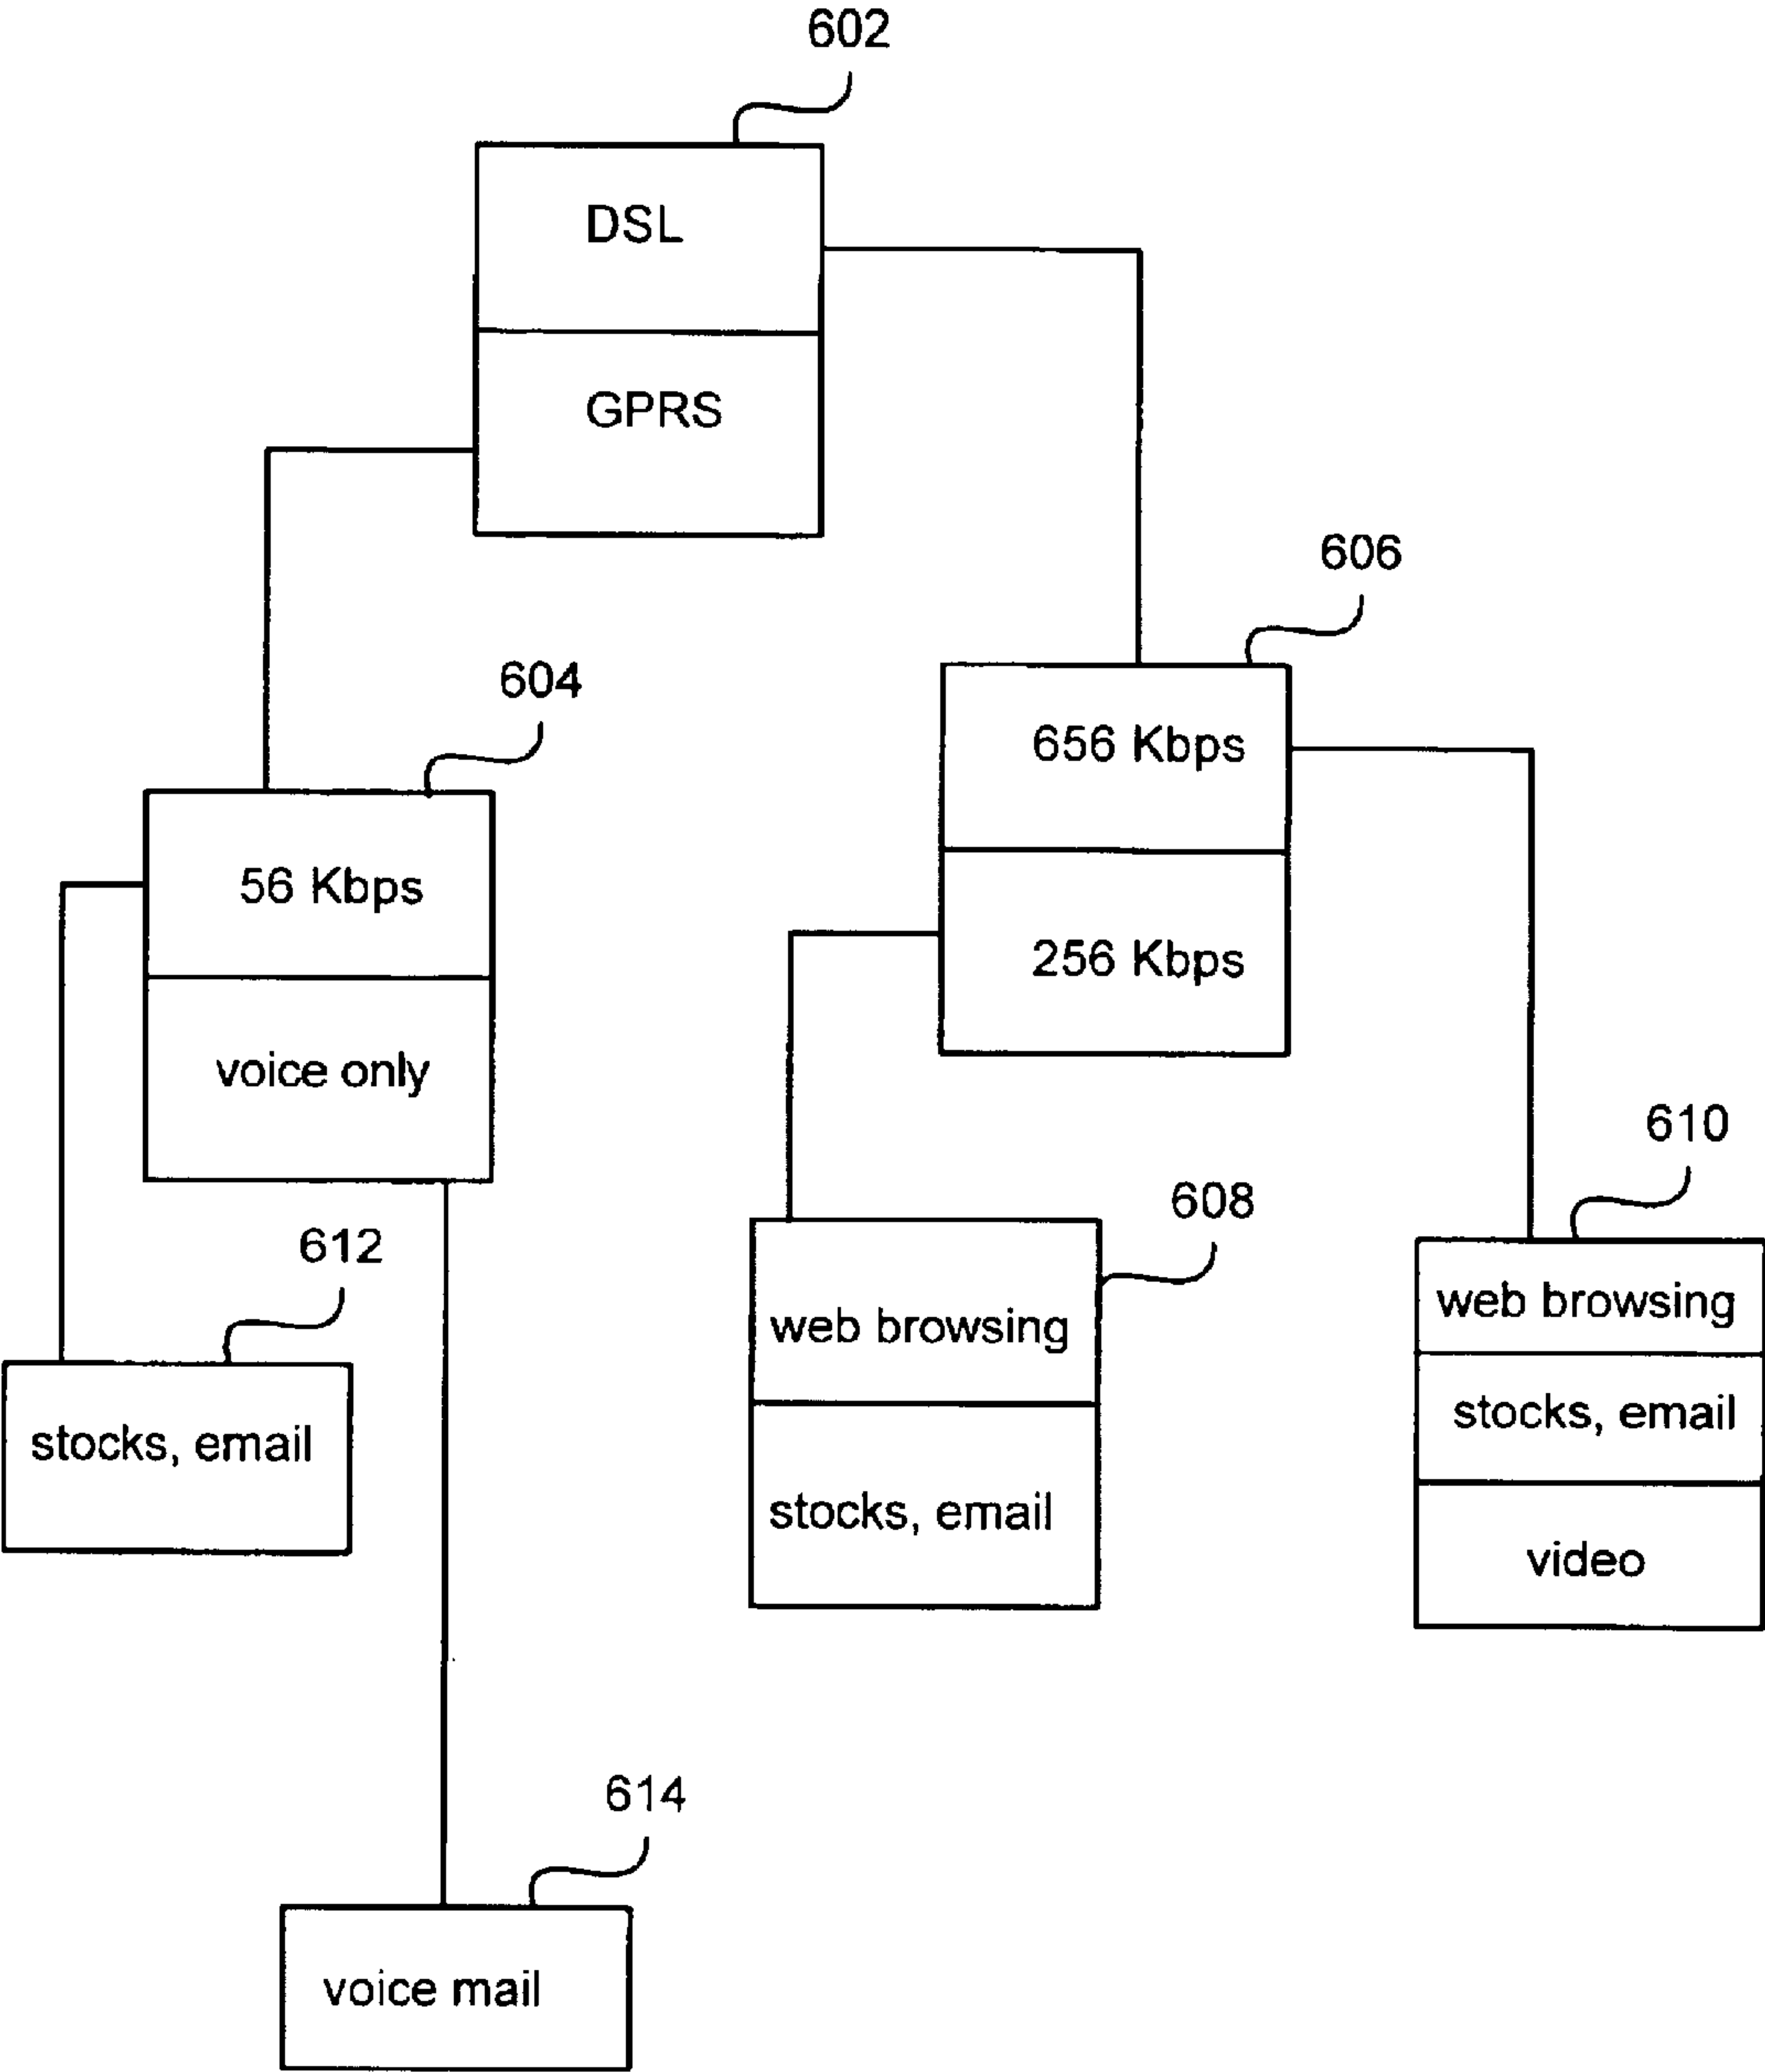 602
DSL
GPRS
606
604
656 Kbps
56 Kbps
256 Kbps
voice only
610
608
612
web browsing
web browsing
stocks, email
stocks, email
stocks, email
video
614
voice mail